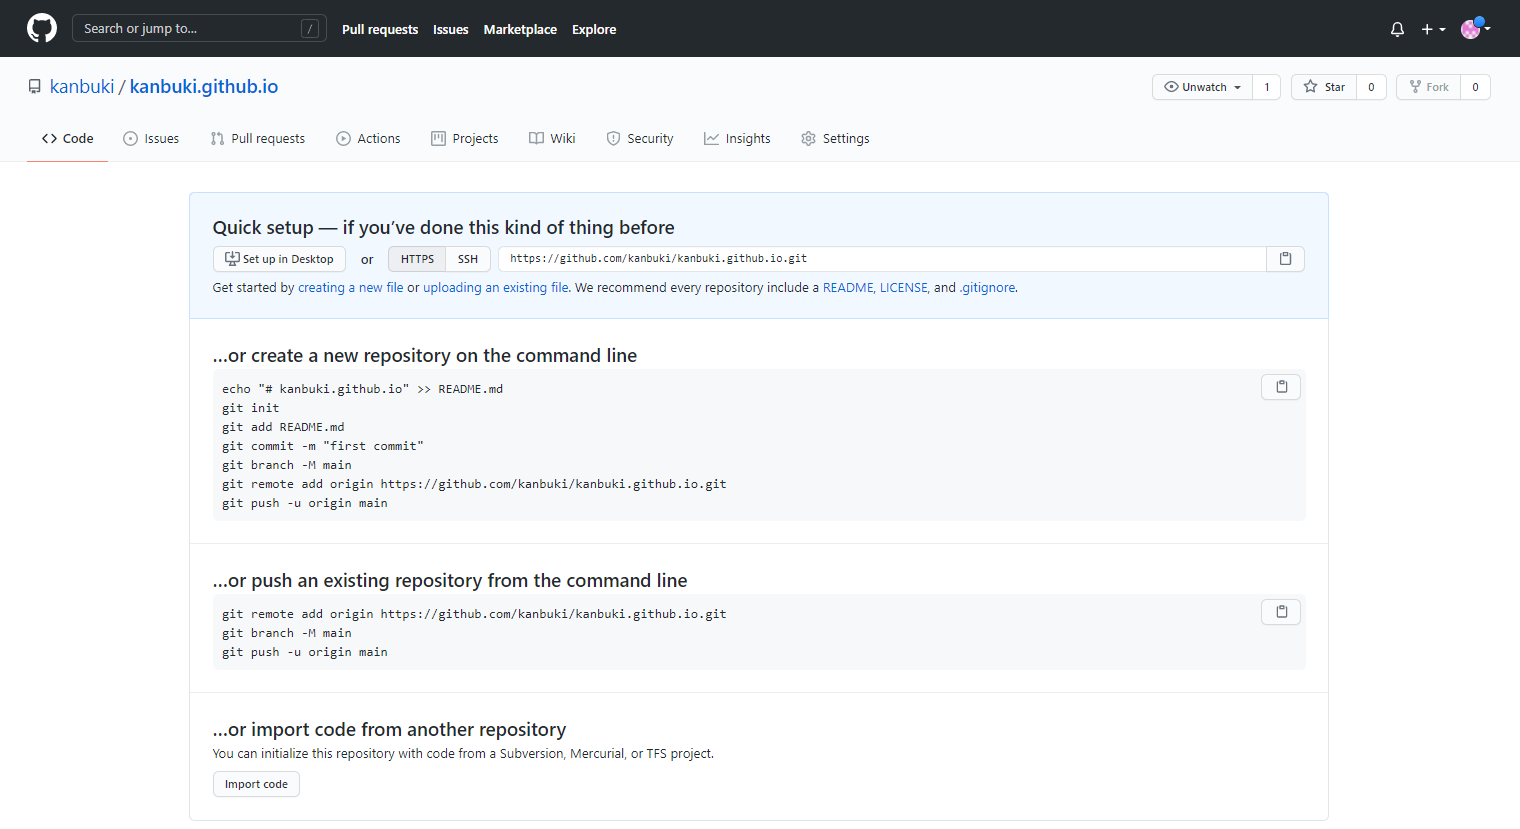 Search or jump to... /
Pull requests Issues Marketplace Explore
kanbuki / kanbuki.github.io
Unwatch 1 Star 0 Fork 0
Code Issues Pull requests Actions Projects Wiki Security Insights Settings
Quick setup — if you’ve done this kind of thing before
Set up in Desktop or HTTPS SSH https://github.com/kanbuki/kanbuki.github.io.git
Get started by creating a new file or uploading an existing file. We recommend every repository include a README, LICENSE, and .gitignore.
…or create a new repository on the command line
echo "# kanbuki.github.io" >> README.md
git init
git add README.md
git commit -m "first commit"
git branch -M main
git remote add origin https://github.com/kanbuki/kanbuki.github.io.git
git push -u origin main
…or push an existing repository from the command line
git remote add origin https://github.com/kanbuki/kanbuki.github.io.git
git branch -M main
git push -u origin main
…or import code from another repository
You can initialize this repository with code from a Subversion, Mercurial, or TFS project.
Import code